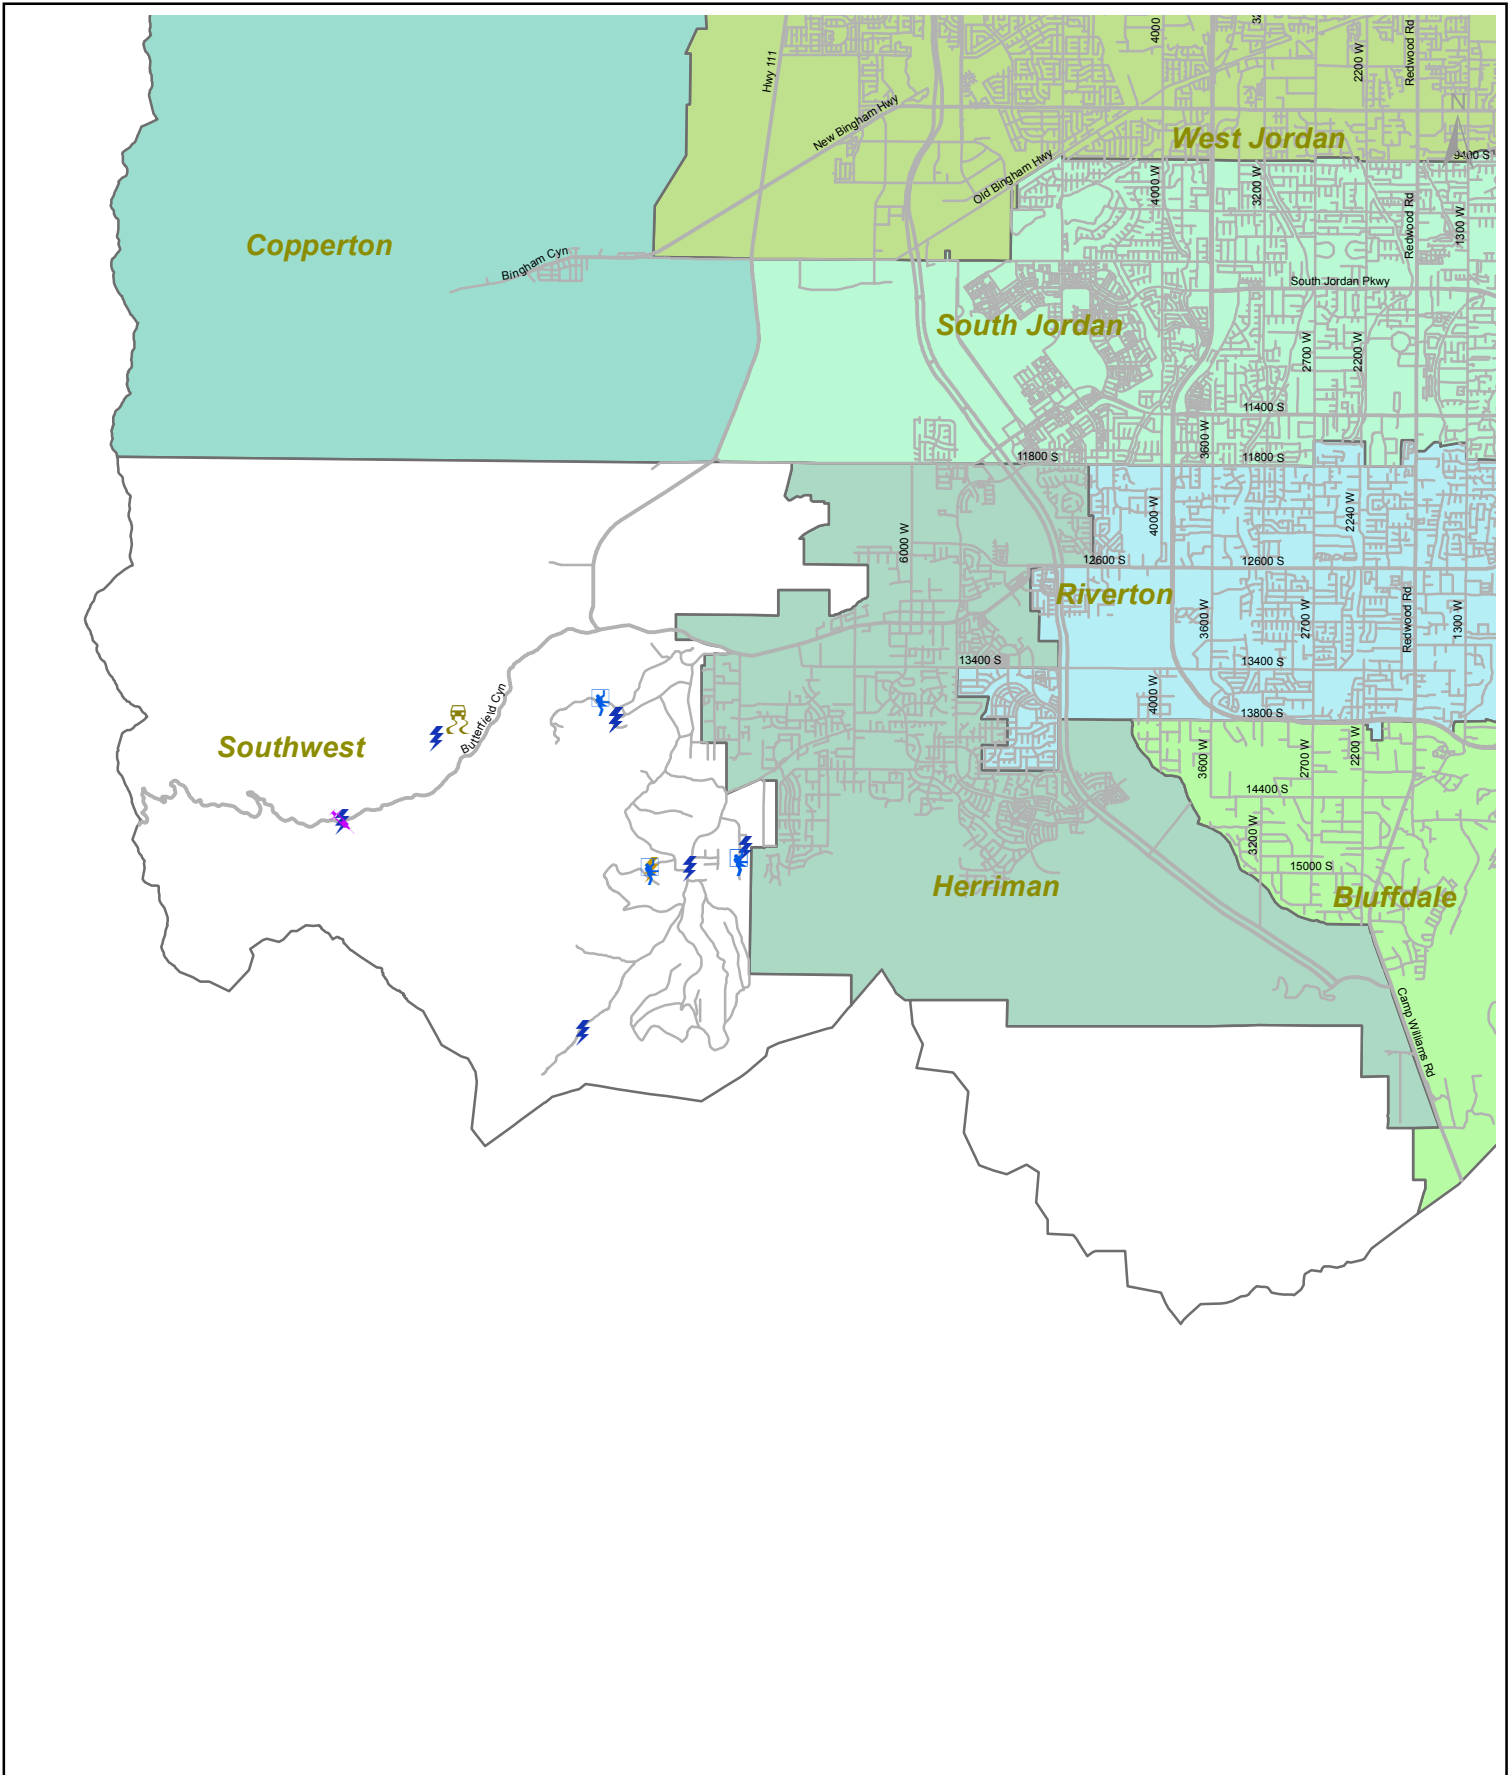 4000
32
2200 W
Redwood Rd
Hwy 111
New Bingham Hwy
N
West Jordan
9400 S
Old Bingham Hwy
4000 W
3200 W
Redwood Rd
1300 W
Copperton
Bingham Cyn
South Jordan Pkwy
South Jordan
2700 W
2200 W
11400 S
3600 W
11800 S
11800 S
4000 W
2240 W
6000 W
12600 S
12600 S
Riverton
3600 W
2700 W
Redwood Rd
1300 W
13400 S
13400 S
4000 W
13800 S
Butterfield Cyn
Southwest
3600 W
2700 W
2200 W
14400 S
3200 W
15000 S
Herriman
Bluffdale
Camp Williams Rd